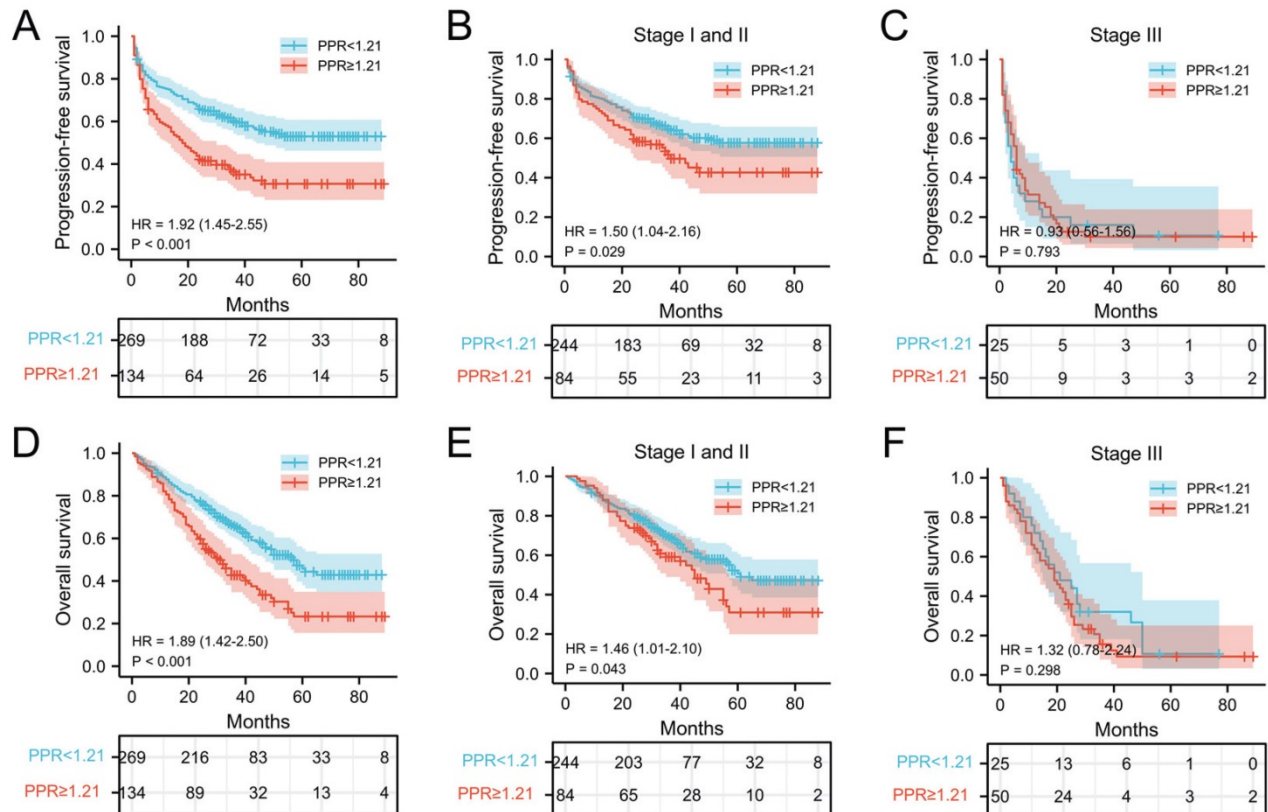 A
Progression-free survival
1.0
0.8
0.6
0.4
0.2
0.0
PPR<1.21
PPR≥1.21
HR = 1.92 (1.45-2.55)
P < 0.001
0 20 40 60 80
Months
PPR<1.21 269 188 72 33 8
PPR≥1.21 134 64 26 14 5
B
Stage I and II
Progression-free survival
1.0
0.8
0.6
0.4
0.2
0.0
PPR<1.21
PPR≥1.21
HR = 1.50 (1.04-2.16)
P = 0.029
0 20 40 60 80
Months
PPR<1.21 244 183 69 32 8
PPR≥1.21 84 55 23 11 3
C
Stage III
Progression-free survival
1.0
0.8
0.6
0.4
0.2
0.0
PPR<1.21
PPR≥1.21
HR = 0.93 (0.56-1.56)
P = 0.793
0 20 40 60 80
Months
PPR<1.21 25 5 3 1 0
PPR≥1.21 50 9 3 3 2
D
Overall survival
1.0
0.8
0.6
0.4
0.2
0.0
PPR<1.21
PPR≥1.21
HR = 1.89 (1.42-2.50)
P < 0.001
0 20 40 60 80
Months
PPR<1.21 269 216 83 33 8
PPR≥1.21 134 89 32 13 4
E
Stage I and II
Overall survival
1.0
0.8
0.6
0.4
0.2
0.0
PPR<1.21
PPR≥1.21
HR = 1.46 (1.01-2.10)
P = 0.043
0 20 40 60 80
Months
PPR<1.21 244 203 77 32 8
PPR≥1.21 84 65 28 10 2
F
Stage III
Overall survival
1.0
0.8
0.6
0.4
0.2
0.0
PPR<1.21
PPR≥1.21
HR = 1.32 (0.78-2.24)
P = 0.298
0 20 40 60 80
Months
PPR<1.21 25 13 6 1 0
PPR≥1.21 50 24 4 3 2